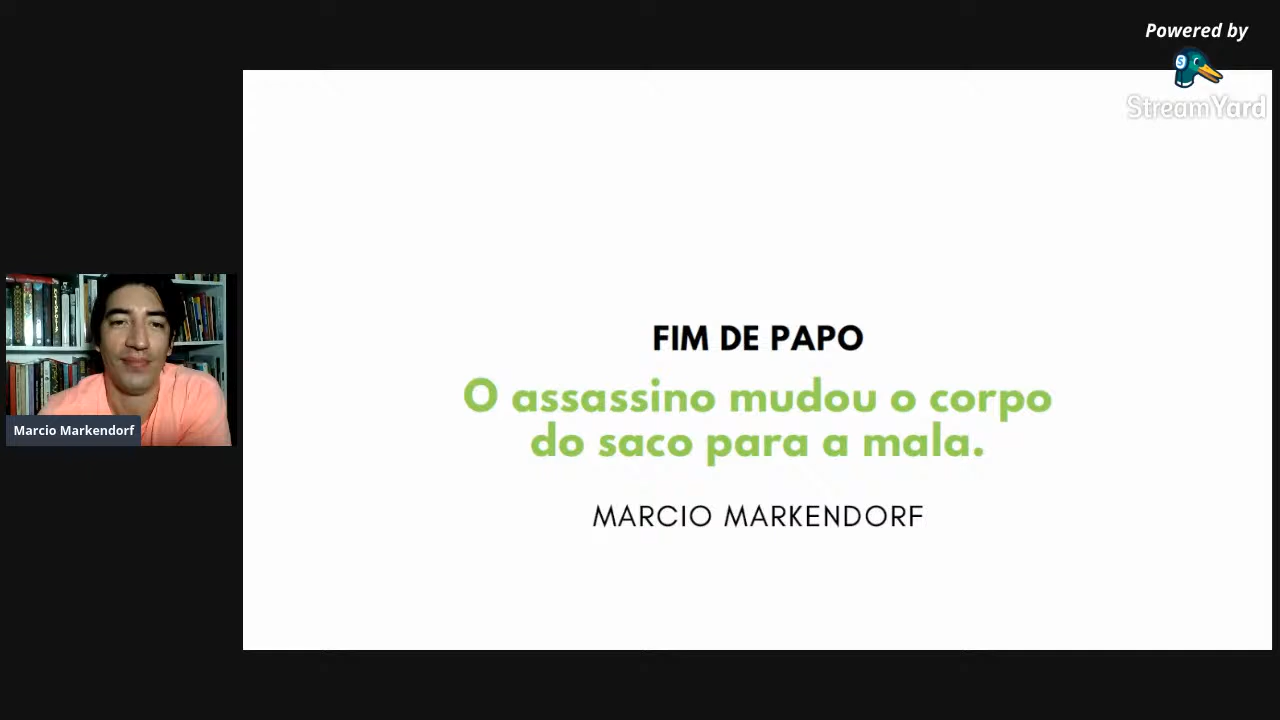 Powered by
StreamYard
FIM DE PAPO
O assassino mudou o corpo
do saco para a mala.
MARCIO MARKENDORF
Marcio Markendorf